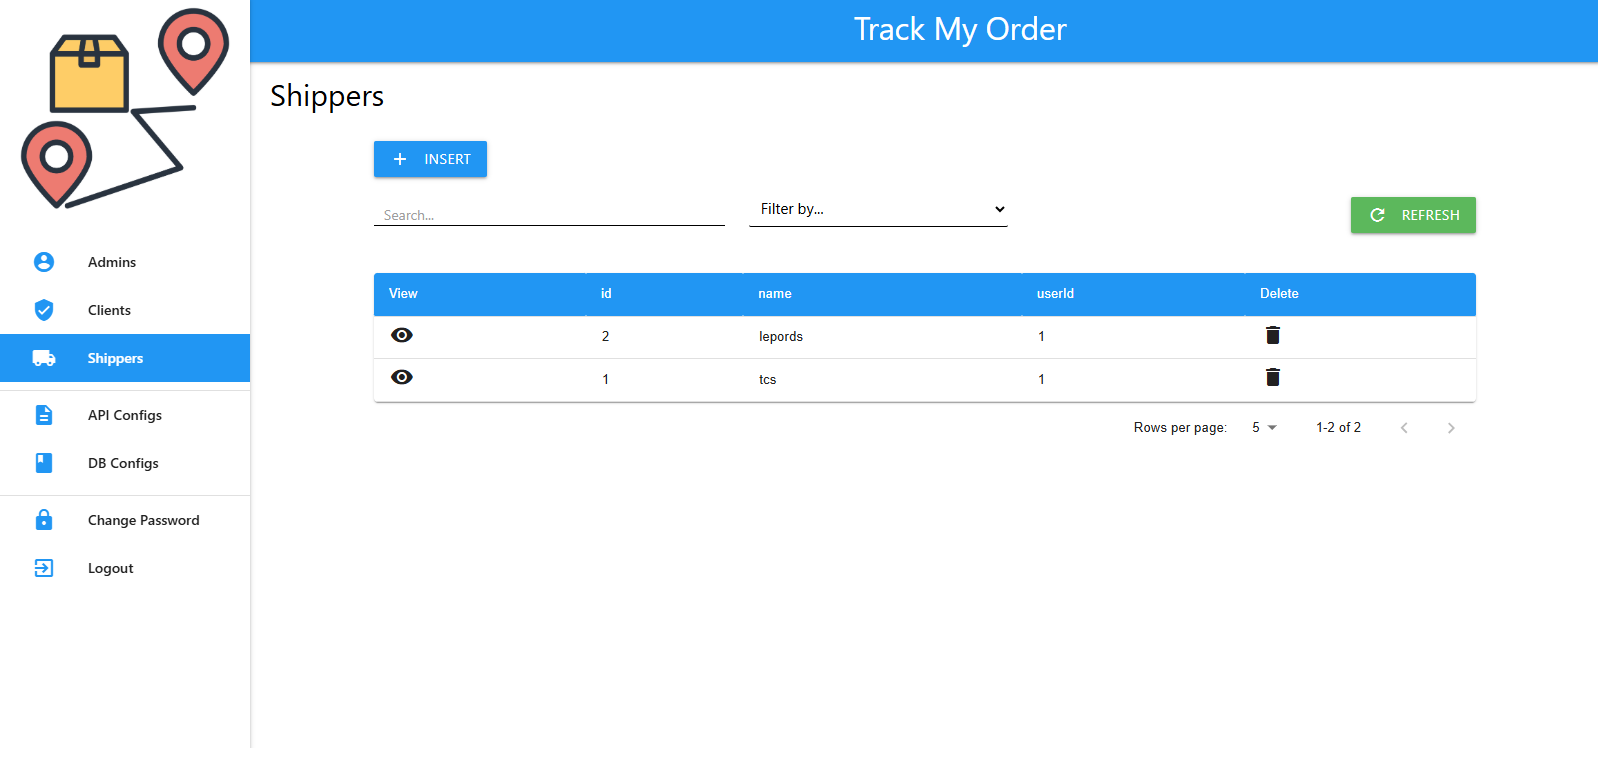 Track My Order
Shippers
INSERT
Search...
Filter by...
REFRESH
Admins
Clients
Shippers
API Configs
DB Configs
Change Password
Logout
View id name userId Delete
2 lepords 1
1 tcs 1
Rows per page: 5 1-2 of 2